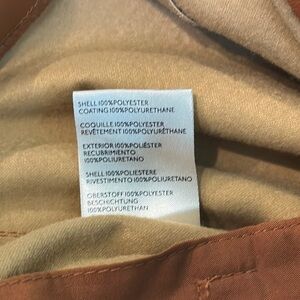 SHELL 100%POLYESTER
COATING 100%POLYURETHANE
COQUILLE 100%POLYESTER
REVÊTEMENT 100%POLYURÉTHANE
EXTERIOR 100%POLIÉSTER
RECUBRIMIENTO
100%POLIURETANO
SHELL 100%POLIESTERE
RIVESTIMENTO 100%POLIURETANO
OBERSTOFF 100%POLYESTER
BESCHICHTUNG
100%POLYURETHAN